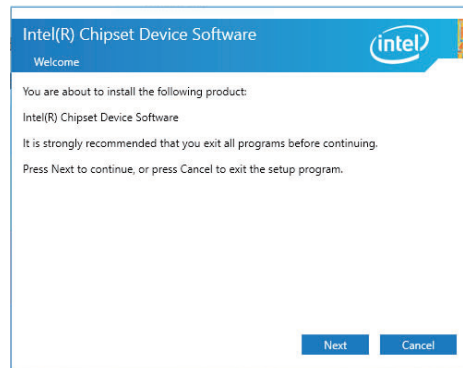 Intel(R) Chipset Device Software
intel
Welcome
You are about to install the following product:
Intel(R) Chipset Device Software
It is strongly recommended that you exit all programs before continuing.
Press Next to continue, or press Cancel to exit the setup program.
Next
Cancel